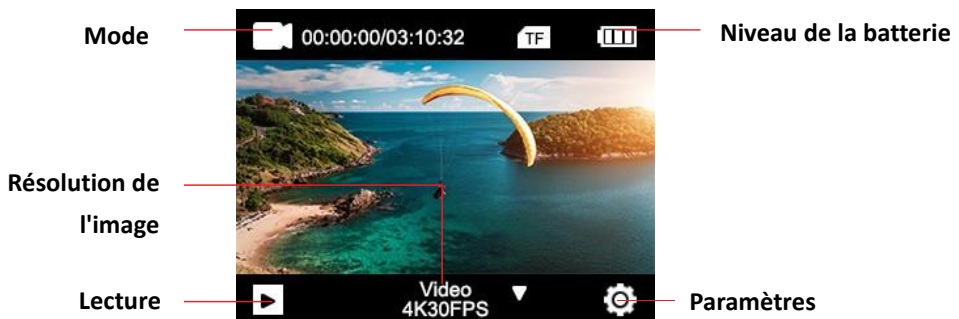 Mode
00:00:00/03:10:32
TF
Niveau de la batterie
Résolution de
l'image
Lecture
Video
4K30FPS
Paramètres